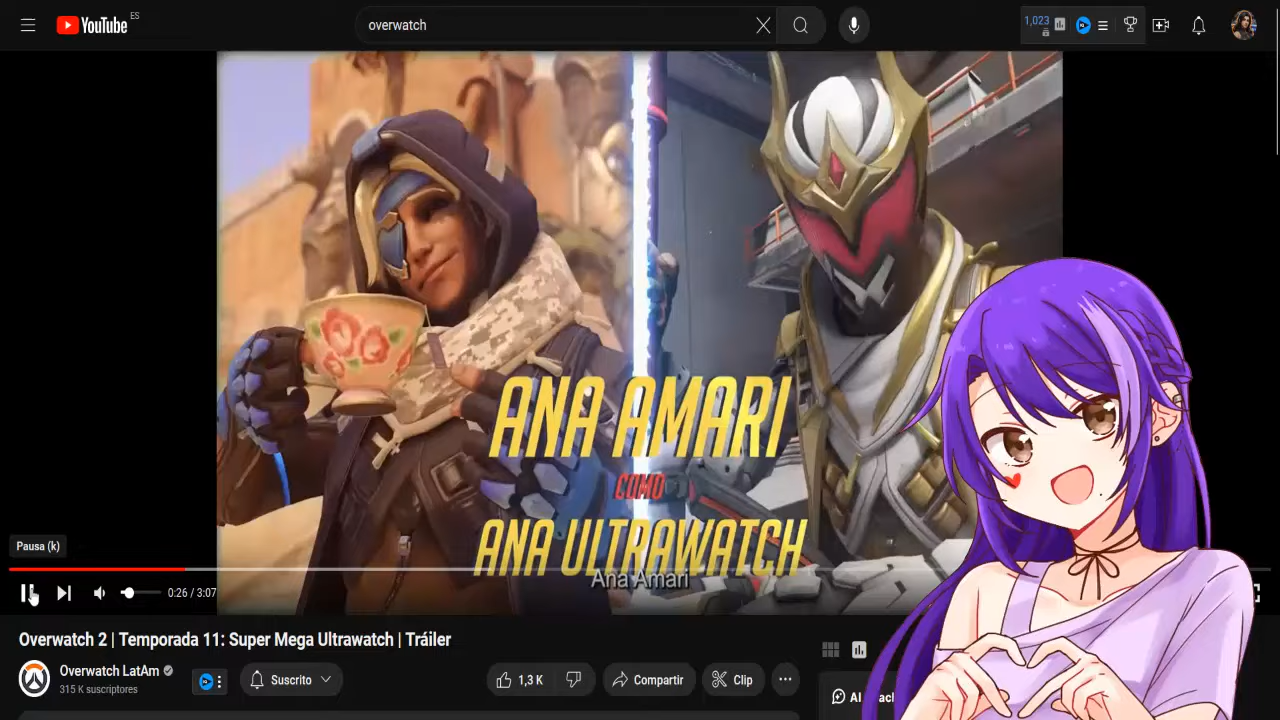 YouTube ES
overwatch
1,023
ANA AMARI
COMO
ANA ULTRAWATCH
Ana Amari
Pausa (k)
0:26 / 3:07
Overwatch 2 | Temporada 11: Super Mega Ultrawatch | Tráiler
Overwatch LatAm
315 K suscriptores
Suscrito
1,3 K
Compartir
Clip